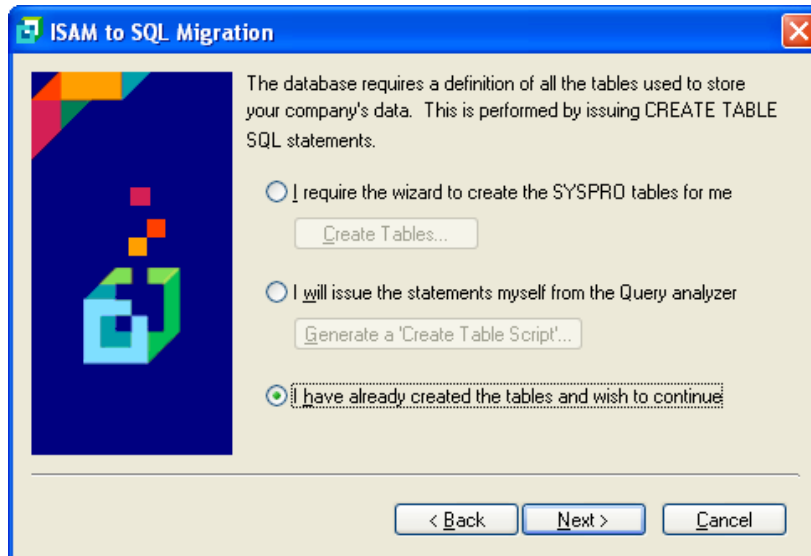 ISAM to SQL Migration
The database requires a definition of all the tables used to store
your company's data. This is performed by issuing CREATE TABLE
SQL statements.
I require the wizard to create the SYSPRO tables for me
Create Tables...
I will issue the statements myself from the Query analyzer
Generate a 'Create Table Script'...
I have already created the tables and wish to continue
< Back Next > Cancel